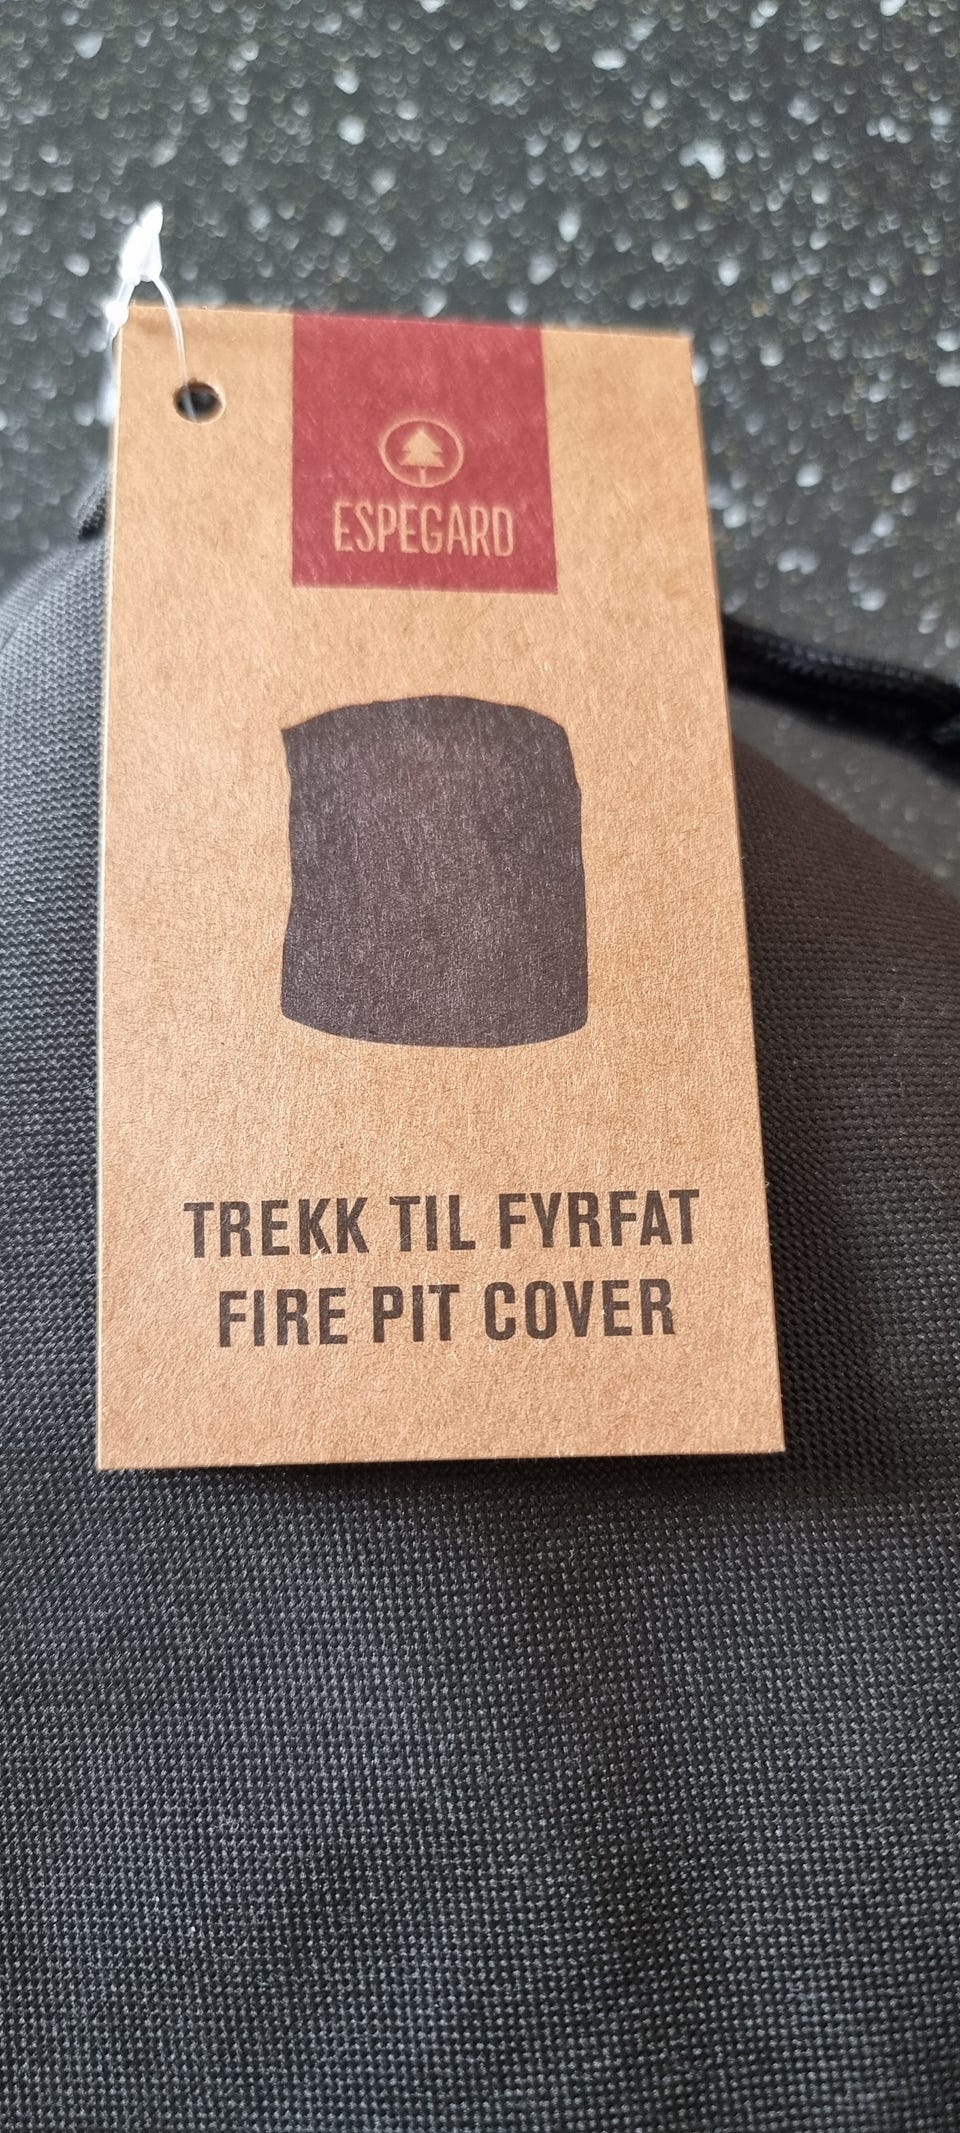 ESPEGARD
TREKK TIL FYRFAT
FIRE PIT COVER